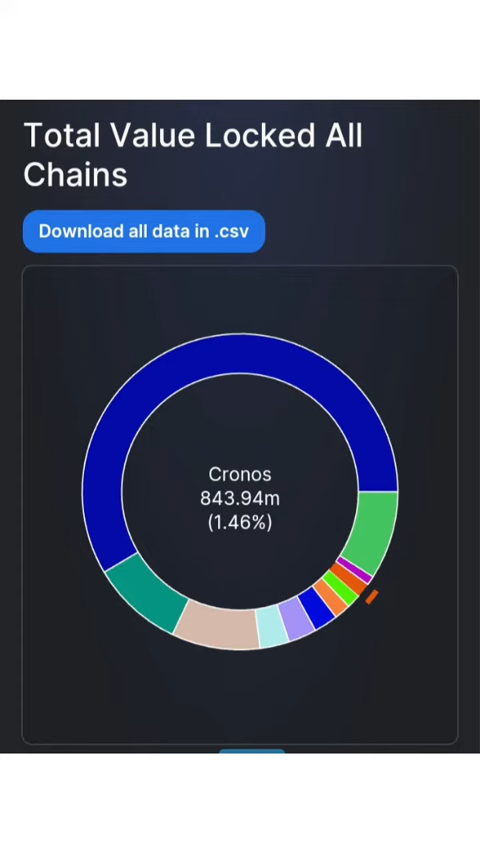 Total Value Locked All
Chains
Download all data in .csv
Cronos
843.94m
(1.46%)